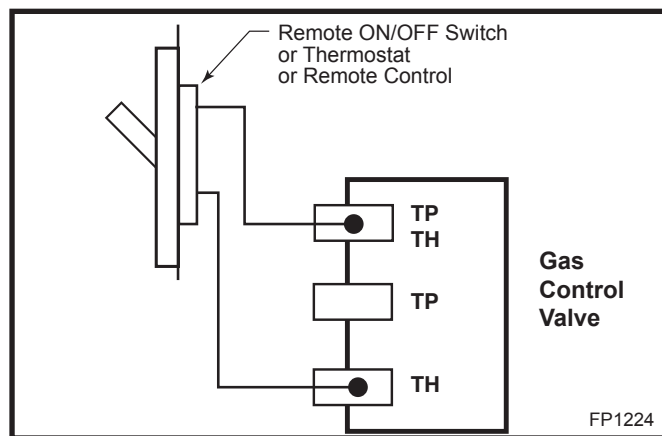 Remote ON/OFF Switch
or Thermostat
or Remote Control
TP
TH
TP
TH
Gas
Control
Valve
FP1224